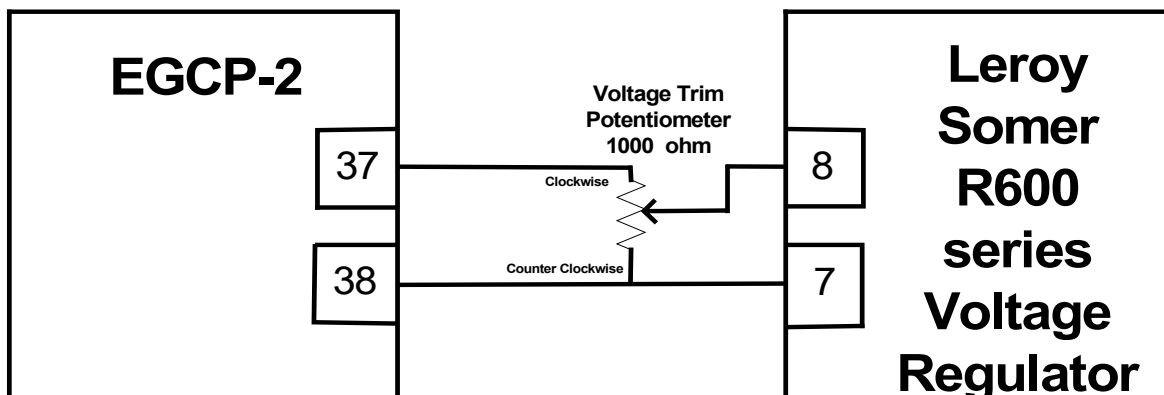 EGCP-2
37
38
Voltage Trim
Potentiometer
1000 ohm
Clockwise
Counter Clockwise
8
7
Leroy
Somer
R600
series
Voltage
Regulator